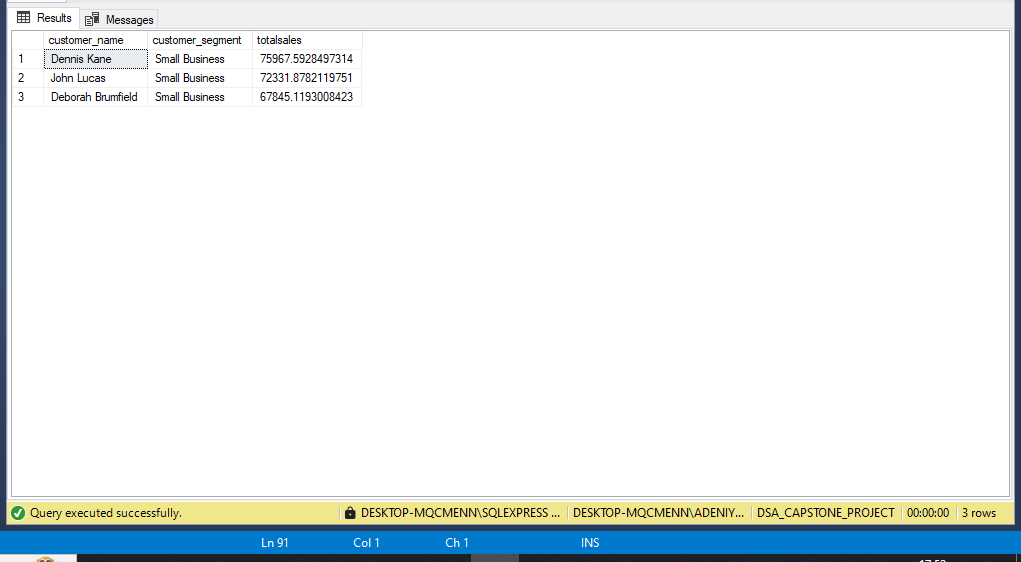 Results Messages
customer_name customer_segment totalsales
1 Dennis Kane Small Business 75967.5928497314
2 John Lucas Small Business 72331.8782119751
3 Deborah Brumfield Small Business 67845.1193008423
Query executed successfully. DESKTOP-MQCMENN\SQLEXPRESS ... DESKTOP-MQCMENN\ADENIY... DSA_CAPSTONE_PROJECT 00:00:00 3 rows
Ln 91 Col 1 Ch 1 INS